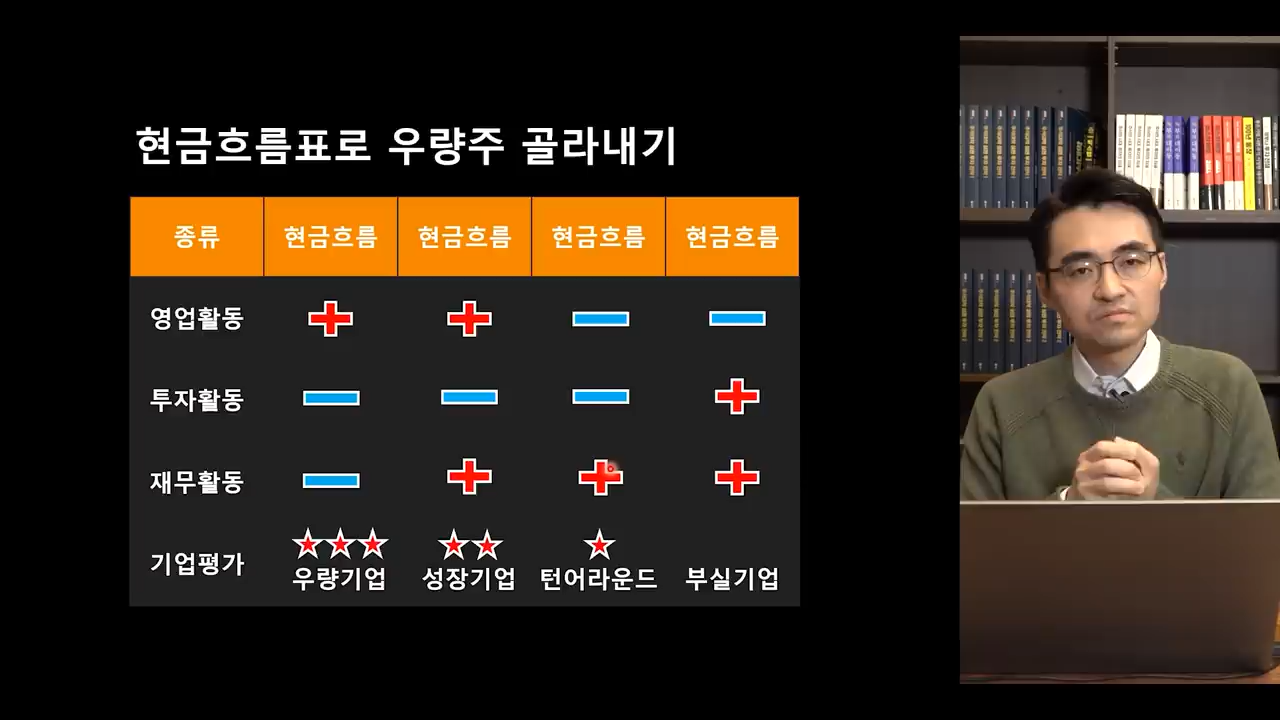 현금흐름표로 우량주 골라내기
종류 현금흐름 현금흐름 현금흐름 현금흐름
영업활동
투자활동
재무활동
기업평가
우량기업 성장기업 턴어라운드 부실기업